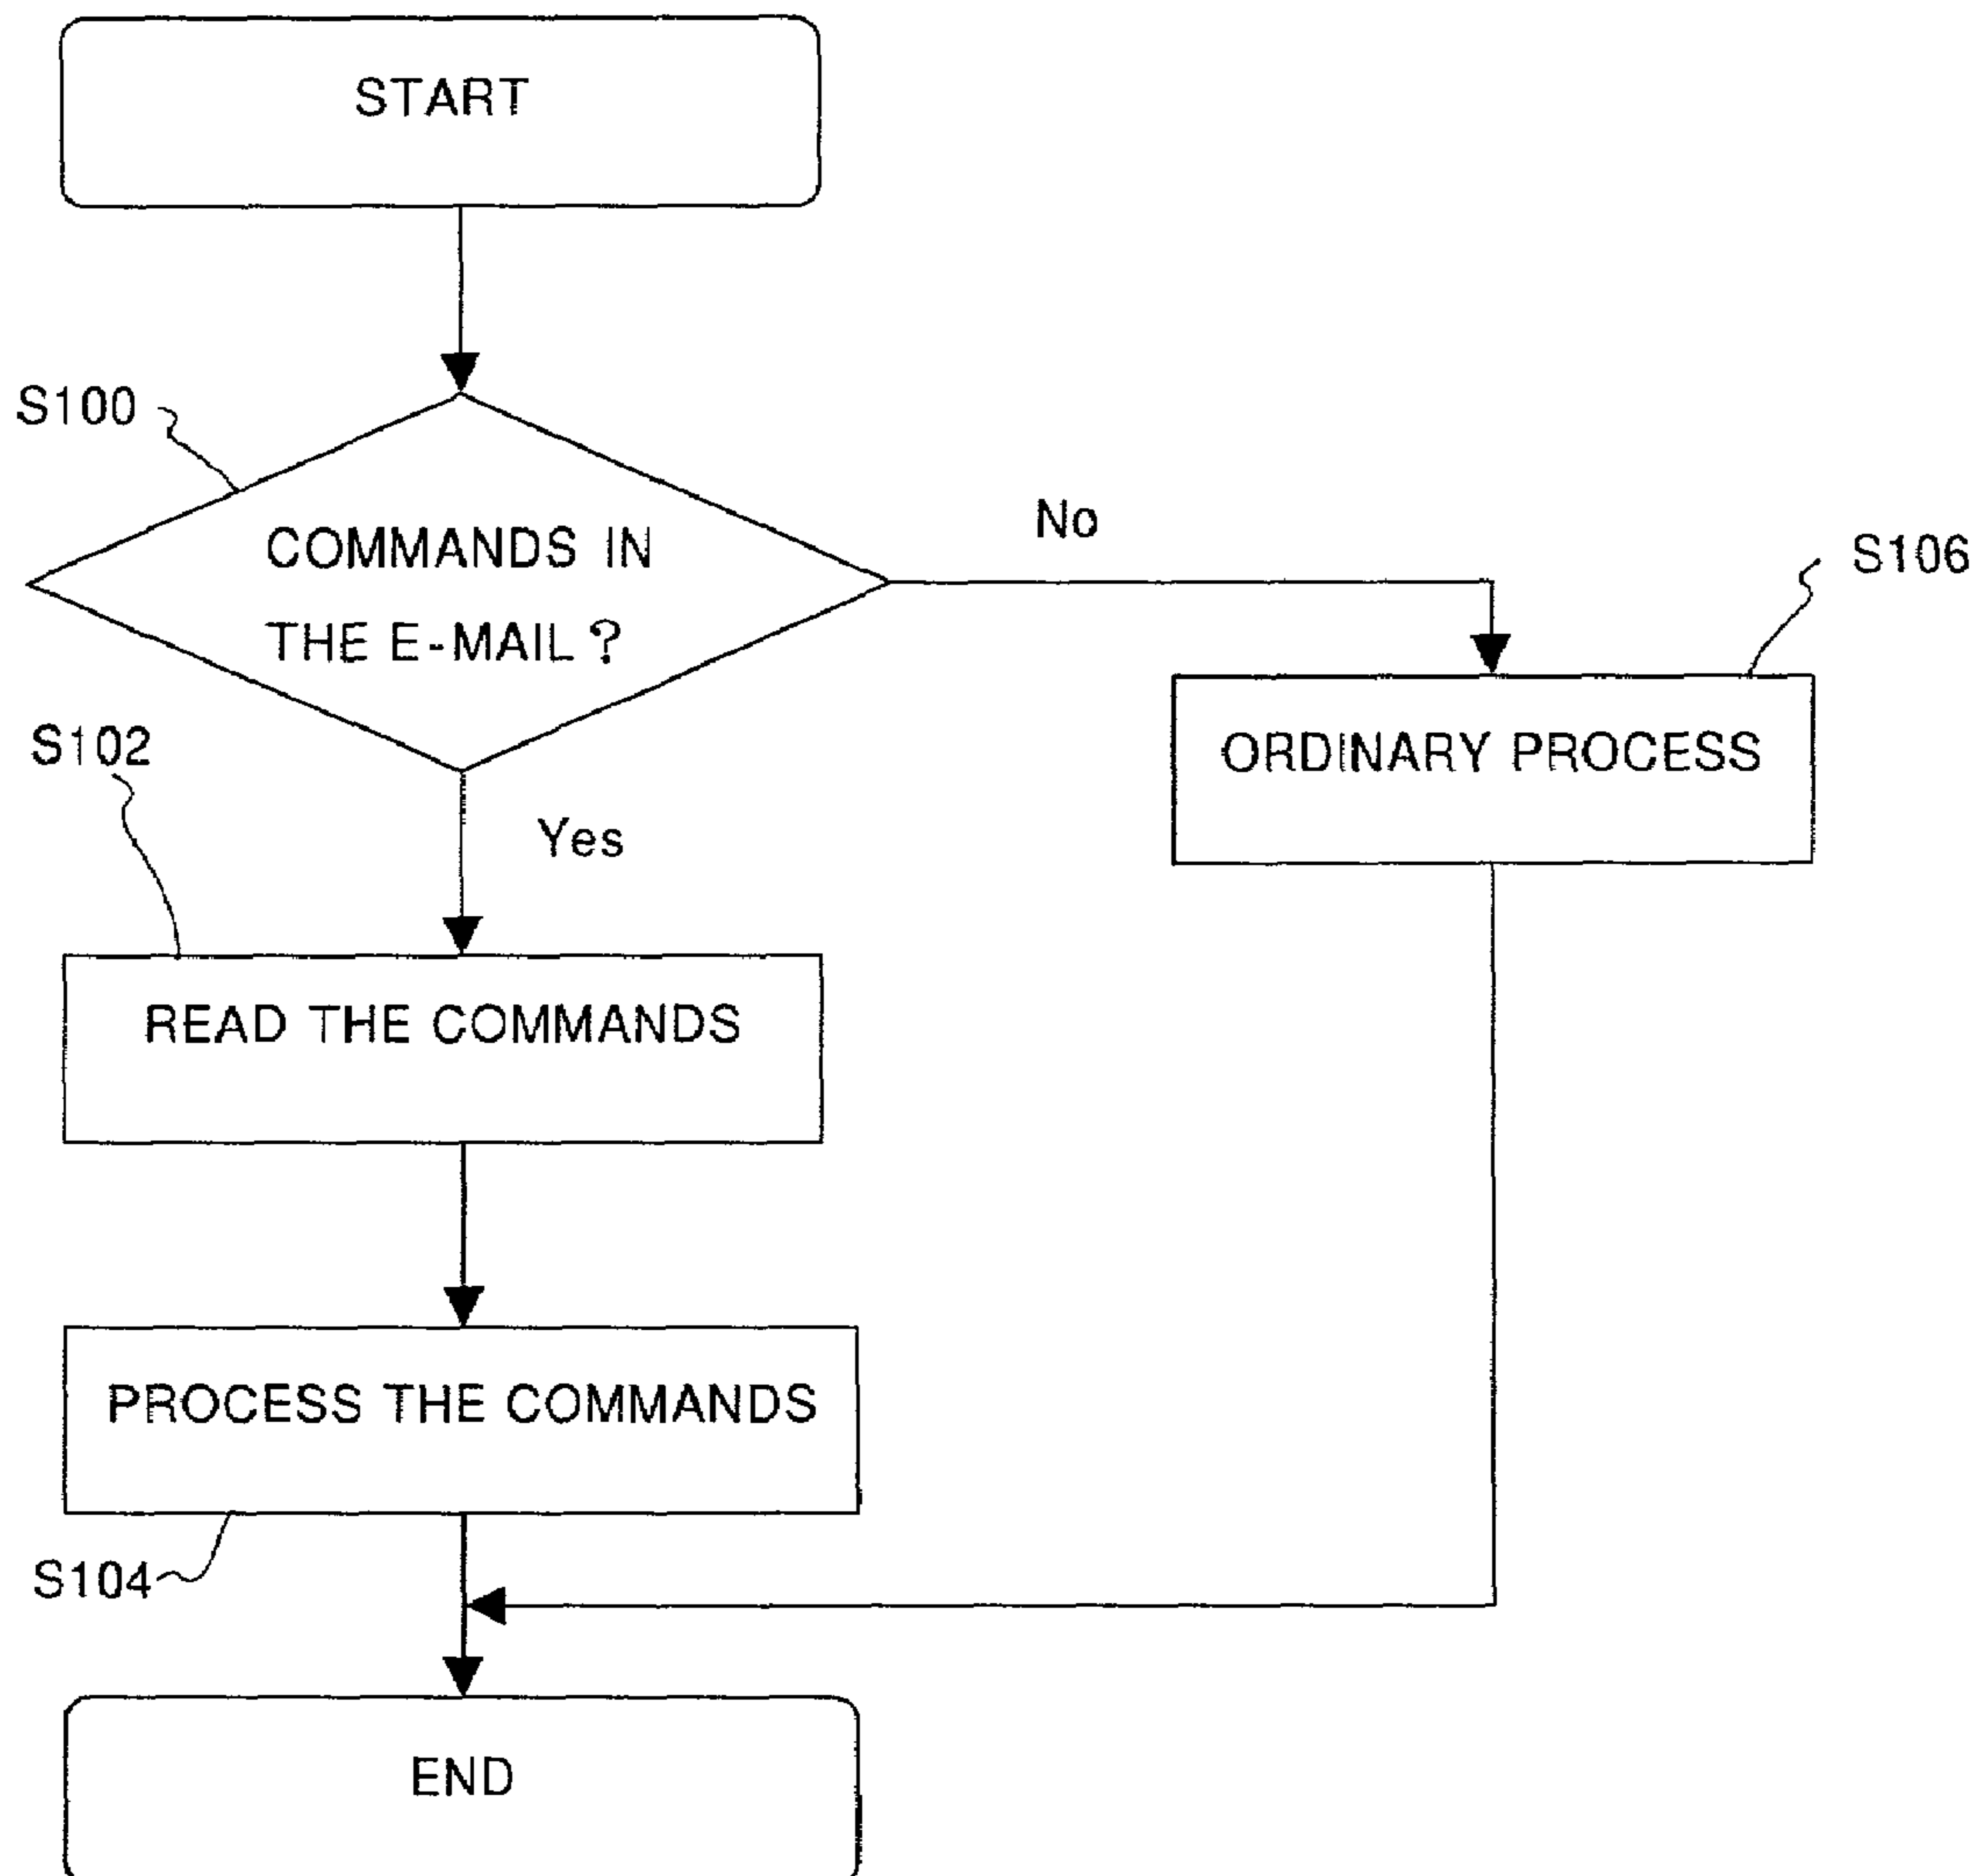 START
S100
COMMANDS IN
THE E-MAIL?
No
S106
ORDINARY PROCESS
S102
Yes
READ THE COMMANDS
PROCESS THE COMMANDS
S104
END